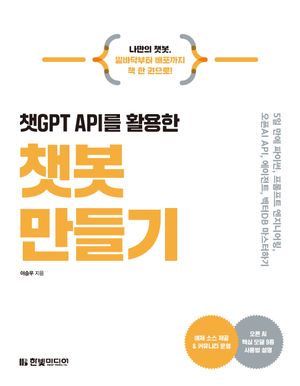 나만의 챗봇,
밑바닥부터 배포까지
책 한 권으로!
챗GPT API를 활용한
챗봇
만들기
이승우 지음
5일 만에 파이썬, 프롬프트 엔지니어링,
오픈AI API, 에이전트, 벡터DB 마스터하기
예제 소스 제공
& 커뮤니티 운영
오픈 AI
핵심 모델 9종
사용법 설명
한빛미디어